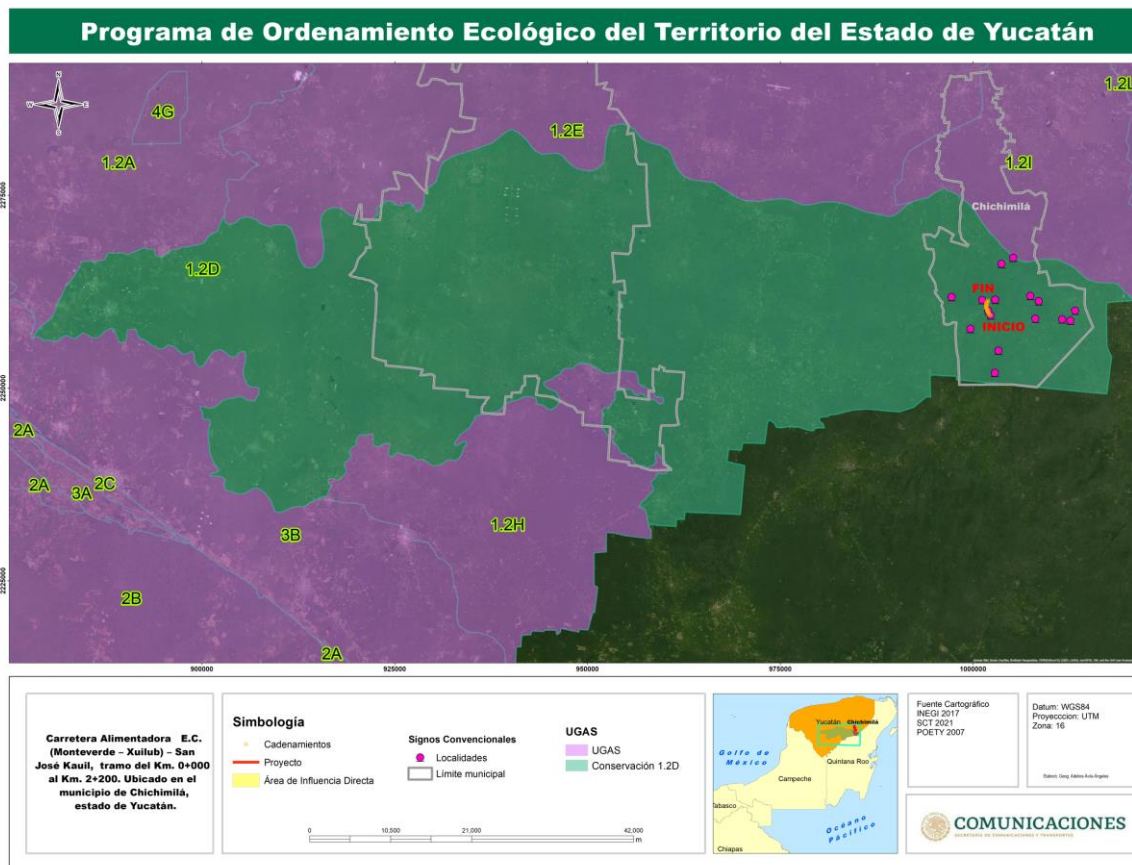 Programa de Ordenamiento Ecológico del Territorio del Estado de Yucatán
N
W E
S
4G
1.2A
1.2E
1.2L
1.2I
Chichimilá
1.2D
FIN
INICIO
2A
2A
3A
2C
3B
1.2H
2B
2A
2275000
2250000
2225000
900000
925000
950000
975000
1000000
Carretera Alimentadora E.C.
(Monteverde – Xuilub) – San
José Kauil, tramo del Km. 0+000
al Km. 2+200. Ubicado en el
municipio de Chichimilá,
estado de Yucatán.
Simbología
Cadenamientos
Proyecto
Área de Influencia Directa
Signos Convencionales
Localidades
Límite municipal
UGAS
UGAS
Conservación 1.2D
0 10,500 21,000 42,000
m
Yucatán
Chichimilá
Golfo de
México
Campeche
Quintana Roo
Tabasco
Chiapas
Océano
Pácífico
Fuente Cartográfico
INEGI 2017
SCT 2021
POETY 2007
Datum: WGS84
Proyecccion: UTM
Zona: 16
COMUNICACIONES
SECRETARÍA DE COMUNICACIONES Y TRANSPORTES